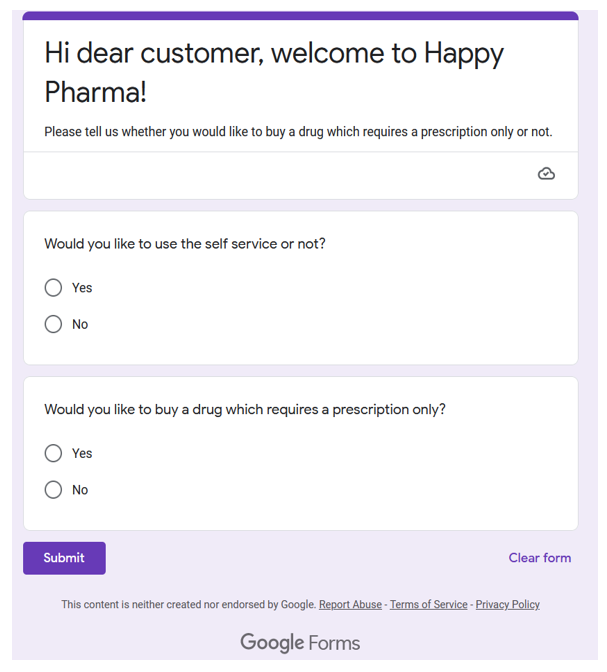 Hi dear customer, welcome to Happy
Pharma!
Please tell us whether you would like to buy a drug which requires a prescription only or not.
Would you like to use the self service or not?
Yes
No
Would you like to buy a drug which requires a prescription only?
Yes
No
Submit
Clear form
This content is neither created nor endorsed by Google. Report Abuse - Terms of Service - Privacy Policy
Google Forms